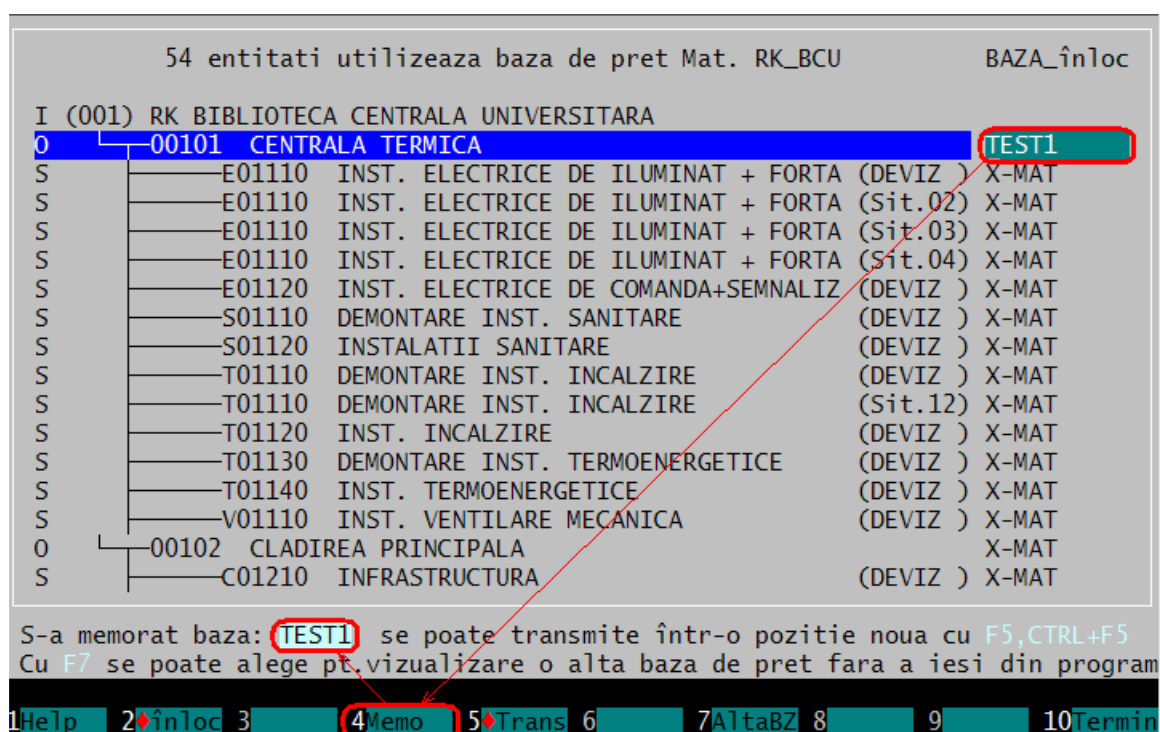 54 entitati utilizeaza baza de pret Mat. RK_BCU BAZA_înloc
I (001) RK BIBLIOTECA CENTRALA UNIVERSITARA
O 00101 CENTRALA TERMICA TEST1
S E01110 INST. ELECTRICE DE ILUMINAT + FORTA (DEVIZ ) X-MAT
S E01110 INST. ELECTRICE DE ILUMINAT + FORTA (Sit.02) X-MAT
S E01110 INST. ELECTRICE DE ILUMINAT + FORTA (Sit.03) X-MAT
S E01110 INST. ELECTRICE DE ILUMINAT + FORTA (Sit.04) X-MAT
S E01120 INST. ELECTRICE DE COMANDA+SEMNALIZ (DEVIZ ) X-MAT
S S01110 DEMONTARE INST. SANITARE (DEVIZ ) X-MAT
S S01120 INSTALATII SANITARE (DEVIZ ) X-MAT
S T01110 DEMONTARE INST. INCALZIRE (DEVIZ ) X-MAT
S T01110 DEMONTARE INST. INCALZIRE (Sit.12) X-MAT
S T01120 INST. INCALZIRE (DEVIZ ) X-MAT
S T01130 DEMONTARE INST. TERMOENERGETICE (DEVIZ ) X-MAT
S T01140 INST. TERMOENERGETICE (DEVIZ ) X-MAT
S V01110 INST. VENTILARE MECANICA (DEVIZ ) X-MAT
O 00102 CLADIREA PRINCIPALA X-MAT
S C01210 INFRASTRUCTURA (DEVIZ ) X-MAT
S-a memorat baza: TEST1 se poate transmite într-o pozitie noua cu F5,CTRL+F5
Cu F7 se poate alege pt.vizualizare o alta baza de pret fara a iesi din program
1Help 2♦înloc 3 4Memo 5♦Trans 6 7AltaBZ 8 9 10Termin